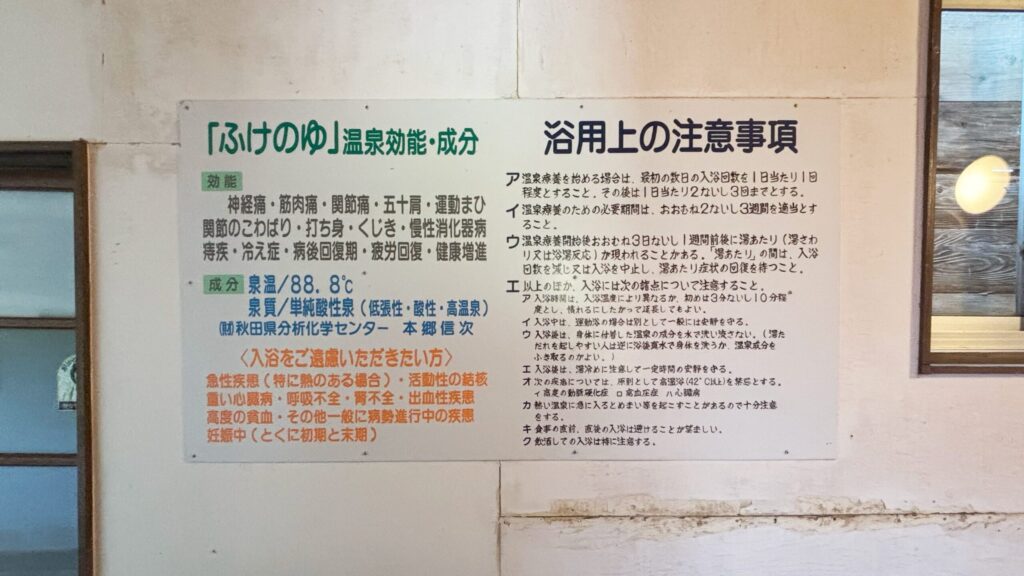 「ふけのゆ」温泉効能・成分
効能
神経痛・筋肉痛・関節痛・五十肩・運動まひ
関節のこわばり・打ち身・くじき・慢性消化器病
痔疾・冷え症・病後回復期・疲労回復・健康増進
成分 泉温/88.8℃
泉質/単純酸性泉(低張性・酸性・高温泉)
㈶秋田県分析化学センター 本郷信次
〈入浴をご遠慮いただきたい方〉
急性疾患(特に熱のある場合)・活動性の結核
重い心臓病・呼吸不全・腎不全・出血性疾患
高度の貧血・その他一般に病勢進行中の疾患
妊娠中(とくに初期と末期)
浴用上の注意事項
ア 温泉療養を始める場合は、最初の数日の入浴回数を1日当たり1回
程度とすること。その後は1日当たり2ないし3回までとする。
イ 温泉療養のための必要期間は、おおむね2ないし3週間を適当とす
ること。
ウ 温泉療養開始後おおむね3日ないし1週間前後に湯あたり(湯さわ
り又は浴湯反応)が現われることがある。「湯あたり」の間は、入浴
回数を減じ又は入浴を中止し、湯あたり症状の回復を待つこと。
エ 以上のほか、入浴には次の諸点について注意すること。
ア 入浴時間は、入浴温度により異なるが、初めは3分ないし10分程
度とし、慣れるにしたがって延長してもよい。
イ 入浴中は、運動浴の場合は別として一般には安静を守る。
ウ 入浴後は、身体に付着した温泉の成分を水で洗い流さない。(湯た
だれを起しやすい人は逆に浴後真水で身体を洗うか、温泉成分を
ふき取るのがよい。)
エ 入浴後は、湯冷めに注意して一定時間の安静を守る。
オ 次の疾患については、原則として高温浴(42℃以上)を禁忌とする。
イ 高度の動脈硬化症 ロ 高血圧症 ハ 心臓病
カ 熱い温泉に急に入るとめまい等を起こすことがあるので十分注意
をする。
キ 食事の直前、直後の入浴は避けることが望ましい。
ク 飲酒しての入浴は特に注意する。